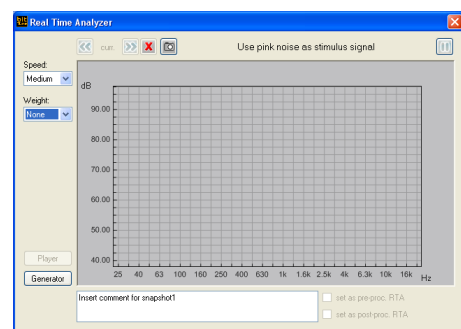 Real Time Analyzer
curr.
Use pink noise as stimulus signal
Speed:
Medium
Weight:
None
dB
90.00
80.00
70.00
60.00
50.00
40.00
25 40 63 100 160 250 400 630 1k 1.6k 2.5k 4k 6.3k 10k 16k Hz
Player
Generator
Insert comment for snapshot1
set as pre-proc. RTA
set as post-proc. RTA